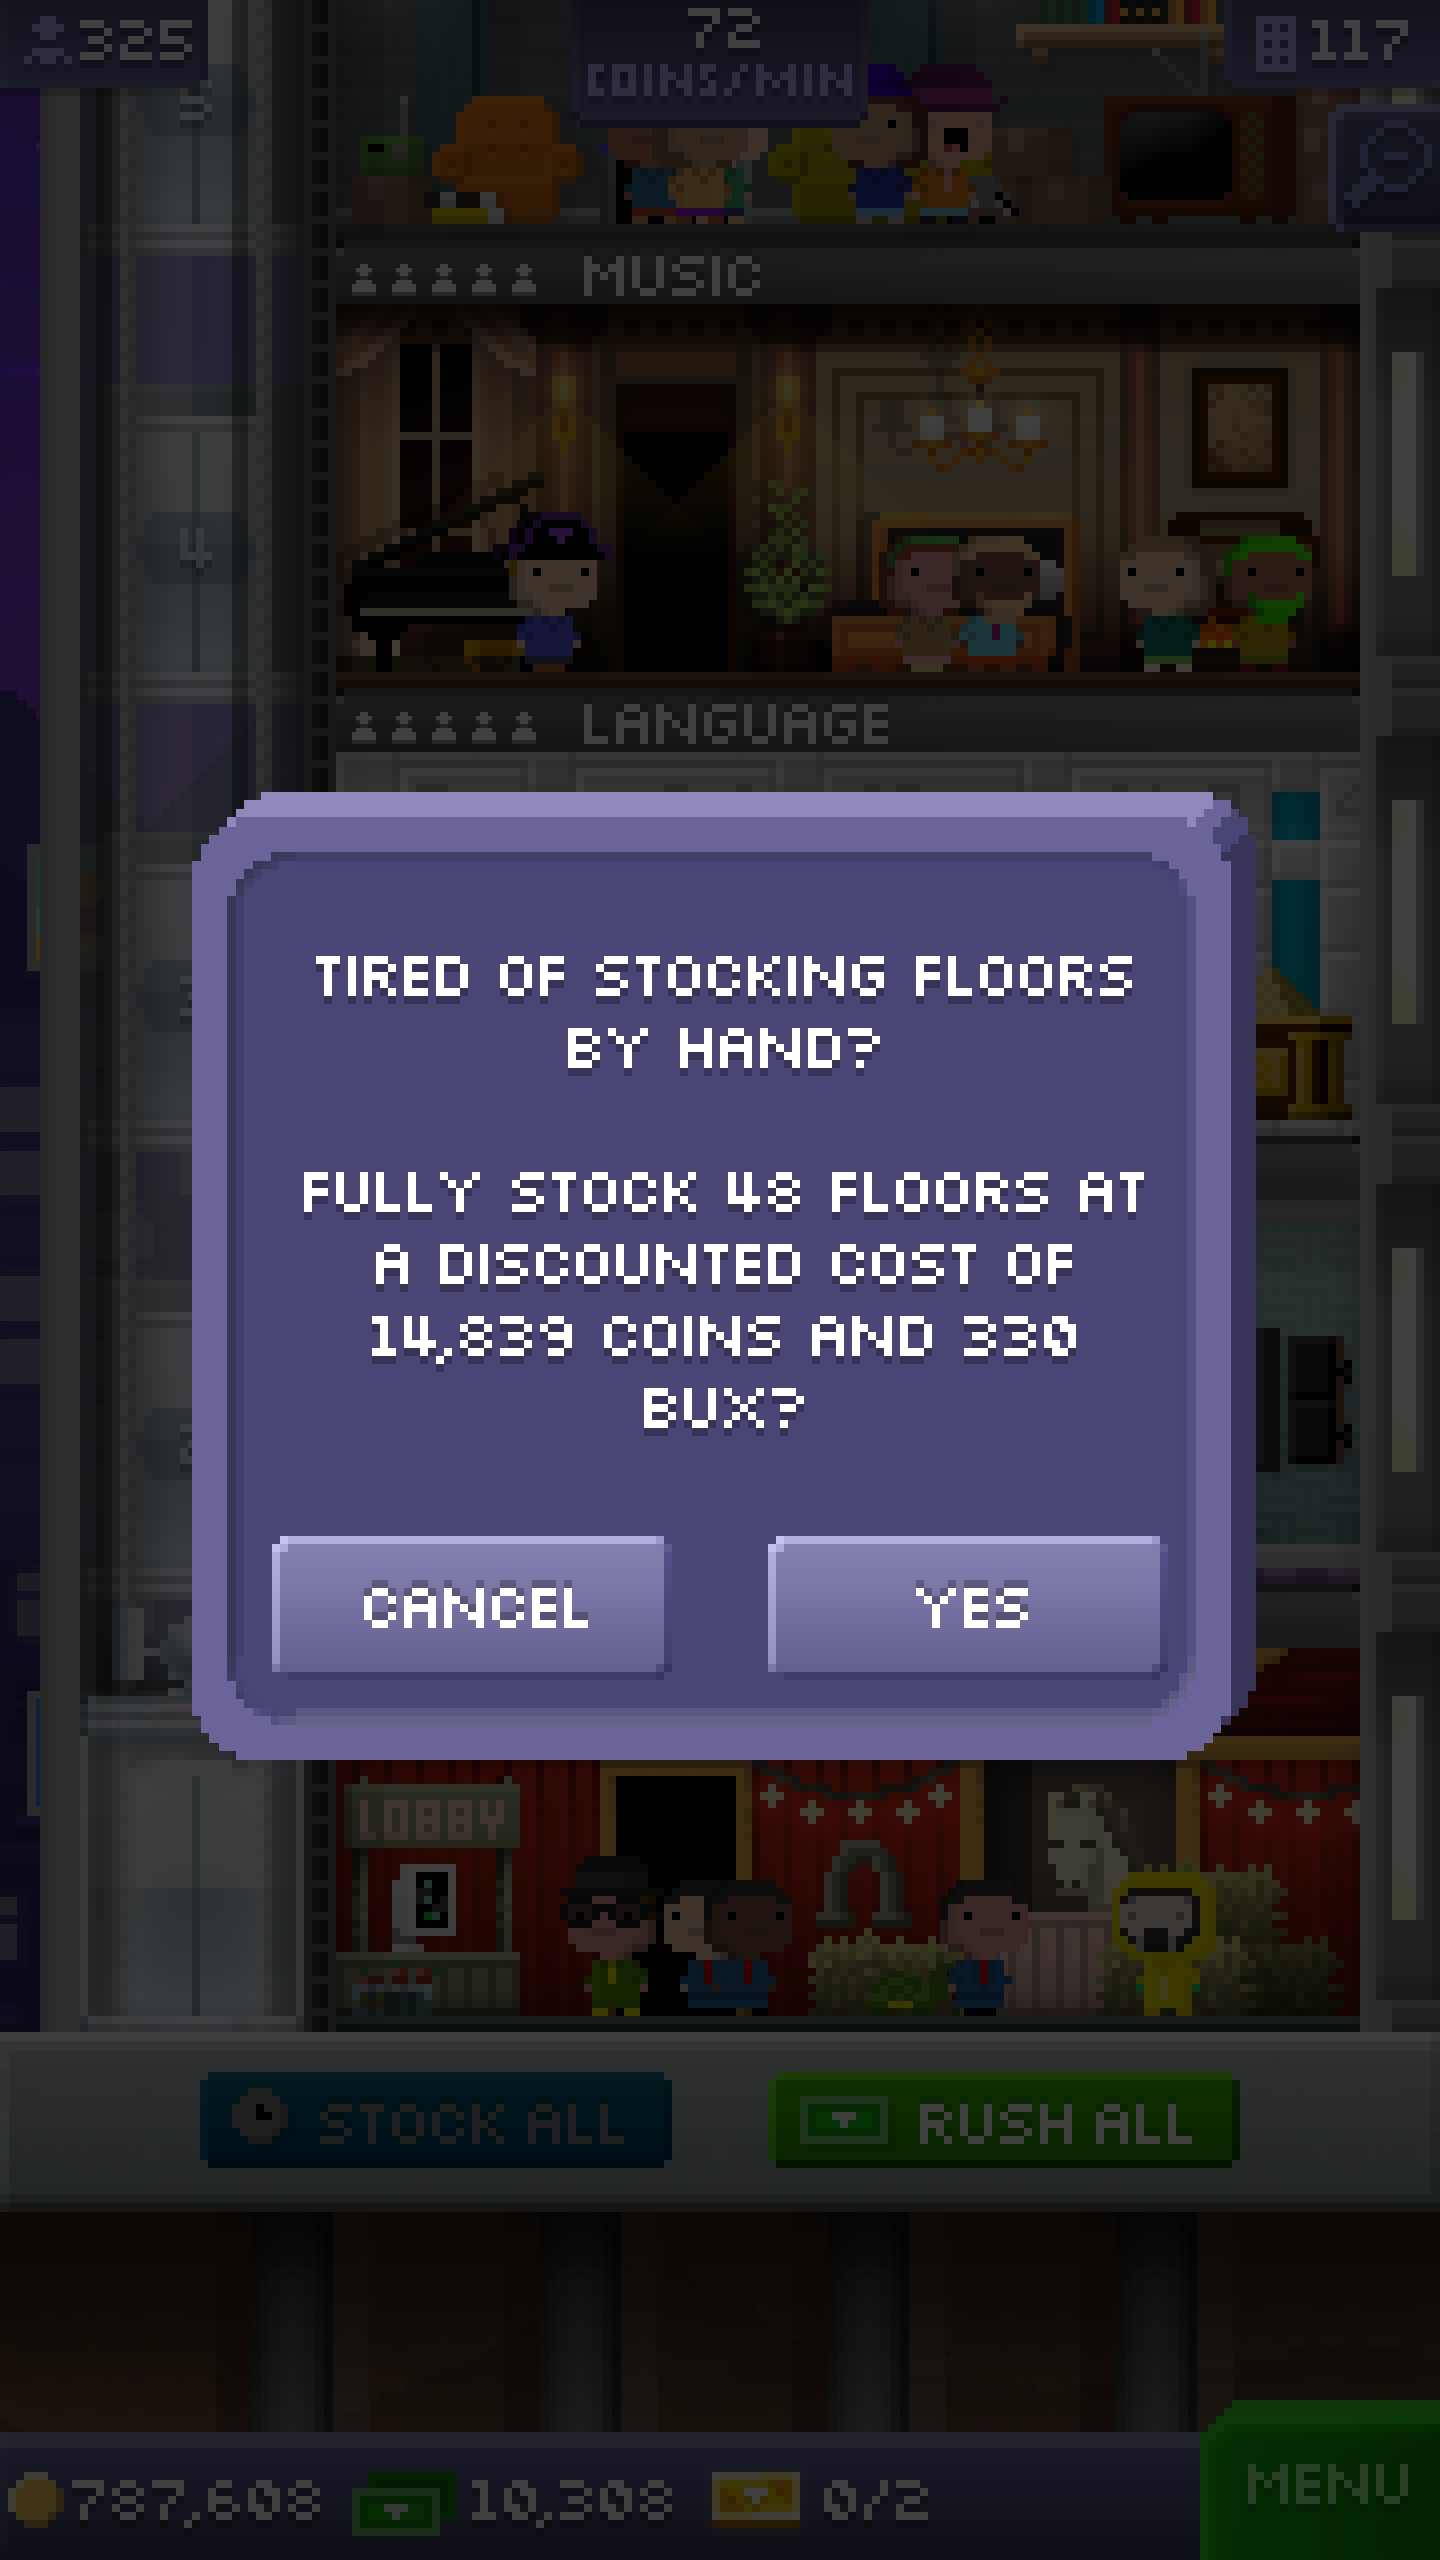 325
72
COINS/MIN
117
5
MUSIC
4
LANGUAGE
TIRED OF STOCKING FLOORS
BY HAND?
FULLY STOCK 48 FLOORS AT
A DISCOUNTED COST OF
14,839 COINS AND 330
BUX?
CANCEL
YES
LOBBY
STOCK ALL
RUSH ALL
787,608
10,308
0/2
MENU